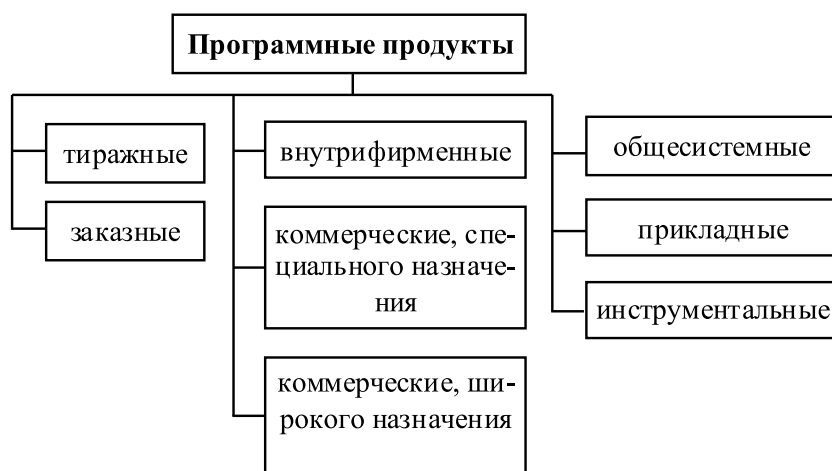 Программные продукты
тиражные
заказные
внутрифирменные
коммерческие, спе-
циального назначе-
ния
коммерческие, ши-
рокого назначения
общесистемные
прикладные
инструментальные